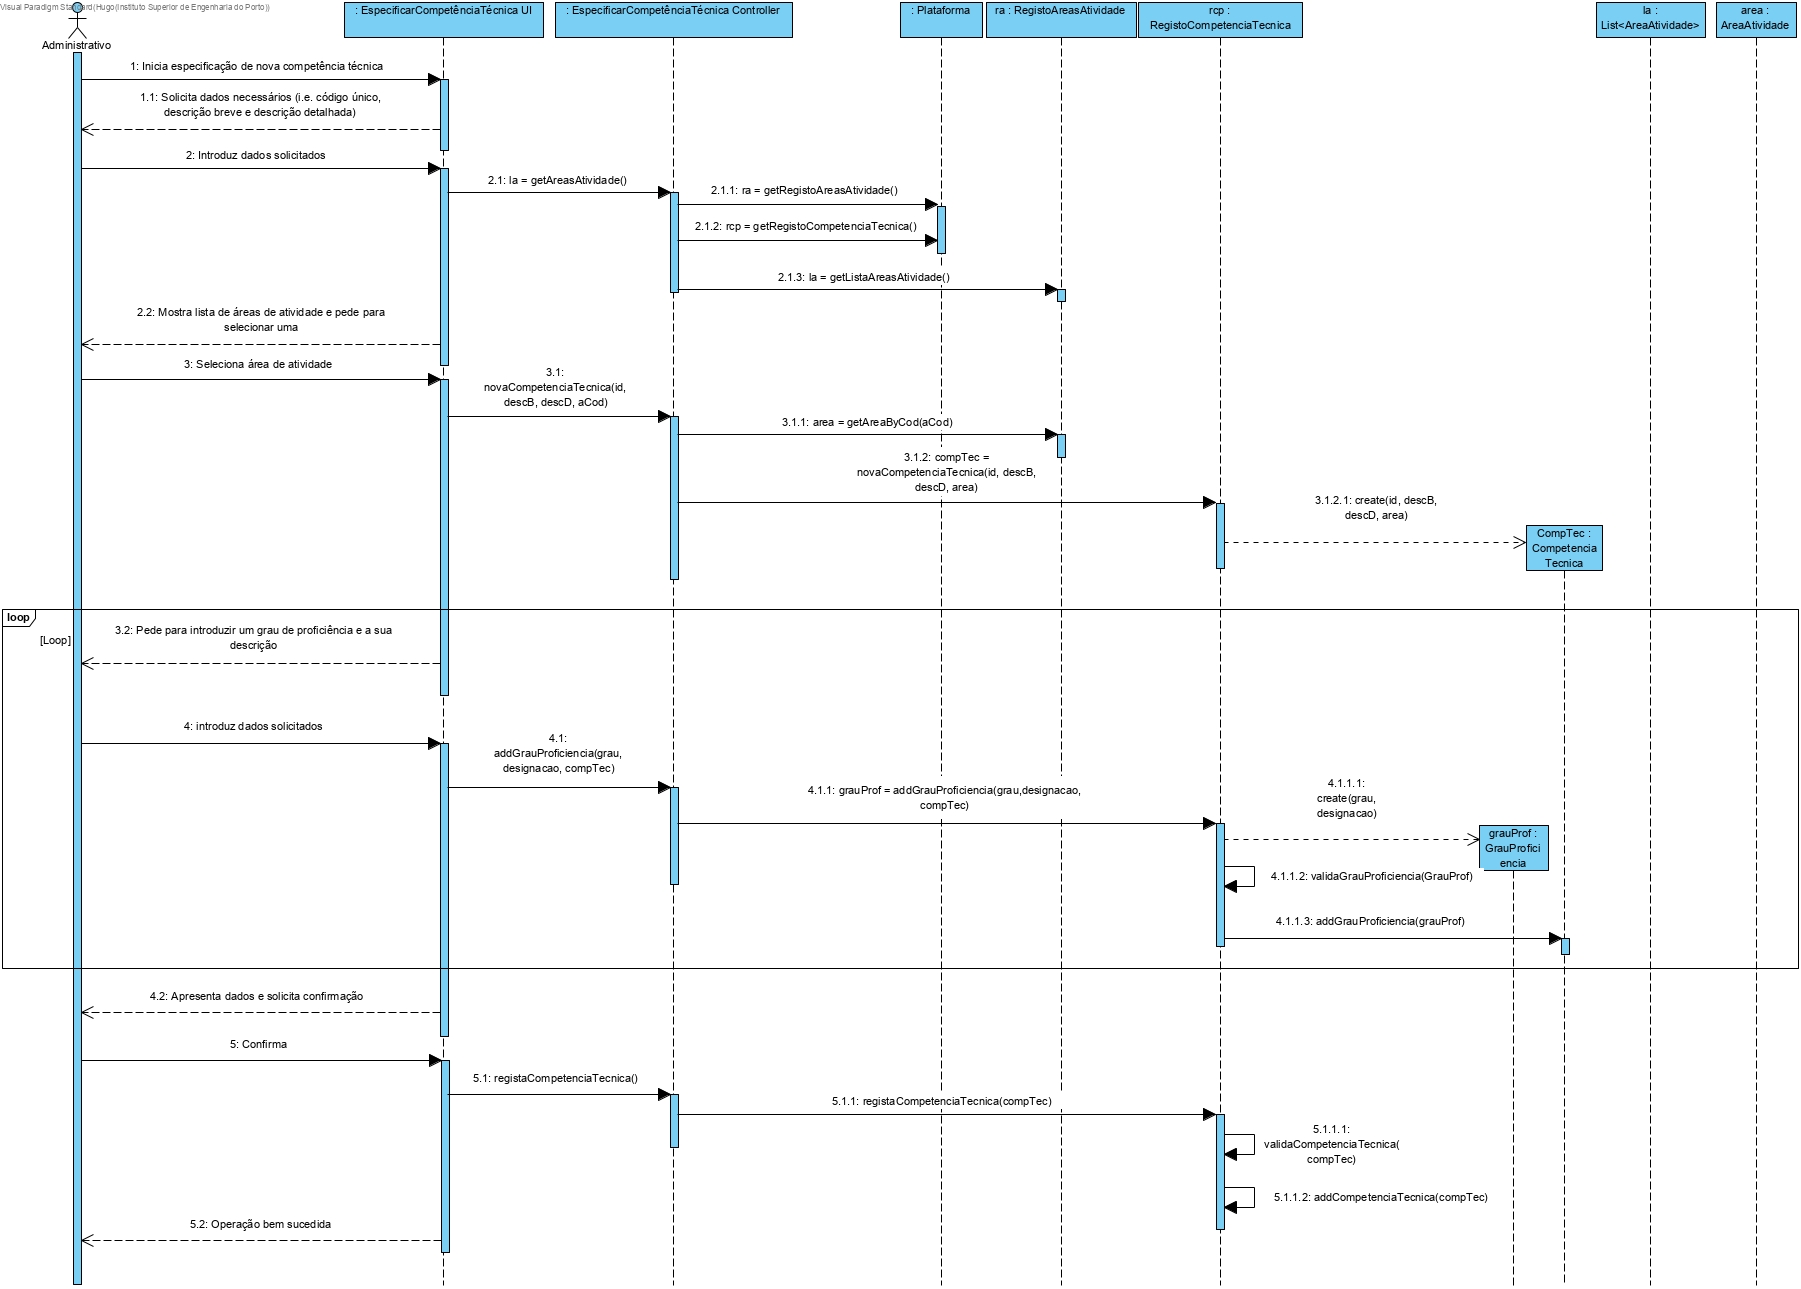 Visual Paradigm Standard(Hugo(Instituto Superior de Engenharia do Porto))
Administrativo
: EspecificarCompetênciaTécnica UI
: EspecificarCompetênciaTécnica Controller
: Plataforma
ra : RegistoAreasAtividade
rcp :
RegistoCompetenciaTecnica
la :
List<AreaAtividade>
area :
AreaAtividade
1: Inicia especificação de nova competência técnica
1.1: Solicita dados necessários (i.e. código único,
descrição breve e descrição detalhada)
2: Introduz dados solicitados
2.1: la = getAreasAtividade()
2.1.1: ra = getRegistoAreasAtividade()
2.1.2: rcp = getRegistoCompetenciaTecnica()
2.1.3: la = getListaAreasAtividade()
2.2: Mostra lista de áreas de atividade e pede para
selecionar uma
3: Seleciona área de atividade
3.1:
novaCompetenciaTecnica(id,
descB, descD, aCod)
3.1.1: area = getAreaByCod(aCod)
3.1.2: compTec =
novaCompetenciaTecnica(id, descB,
descD, area)
3.1.2.1: create(id, descB,
descD, area)
CompTec :
Competencia
Tecnica
loop
[Loop]
3.2: Pede para introduzir um grau de proficiência e a sua
descrição
4: introduz dados solicitados
4.1:
addGrauProficiencia(grau,
designacao, compTec)
4.1.1: grauProf = addGrauProficiencia(grau,designacao,
compTec)
4.1.1.1:
create(grau,
designacao)
grauProf :
GrauProfici
encia
4.1.1.2: validaGrauProficiencia(GrauProf)
4.1.1.3: addGrauProficiencia(grauProf)
4.2: Apresenta dados e solicita confirmação
5: Confirma
5.1: registaCompetenciaTecnica()
5.1.1: registaCompetenciaTecnica(compTec)
5.1.1.1:
validaCompetenciaTecnica(
compTec)
5.1.1.2: addCompetenciaTecnica(compTec)
5.2: Operação bem sucedida